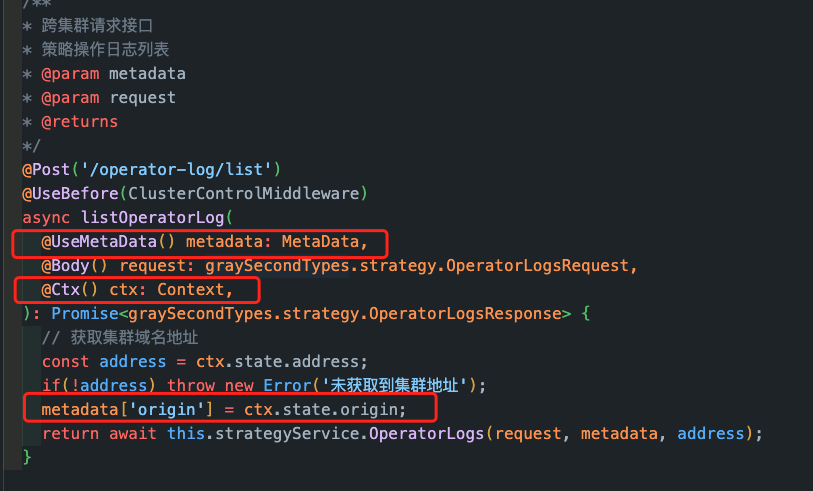 /**
* 跨集群请求接口
* 策略操作日志列表
* @param metadata
* @param request
* @returns
*/
@Post('/operator-log/list')
@UseBefore(ClusterControlMiddleware)
async listOperatorLog(
@UseMetaData() metadata: MetaData,
@Body() request: graySecondTypes.strategy.OperatorLogsRequest,
@Ctx() ctx: Context,
): Promise<graySecondTypes.strategy.OperatorLogsResponse> {
// 获取集群域名地址
const address = ctx.state.address;
if(!address) throw new Error('未获取到集群地址');
metadata['origin'] = ctx.state.origin;
return await this.strategyService.OperatorLogs(request, metadata, address);
}